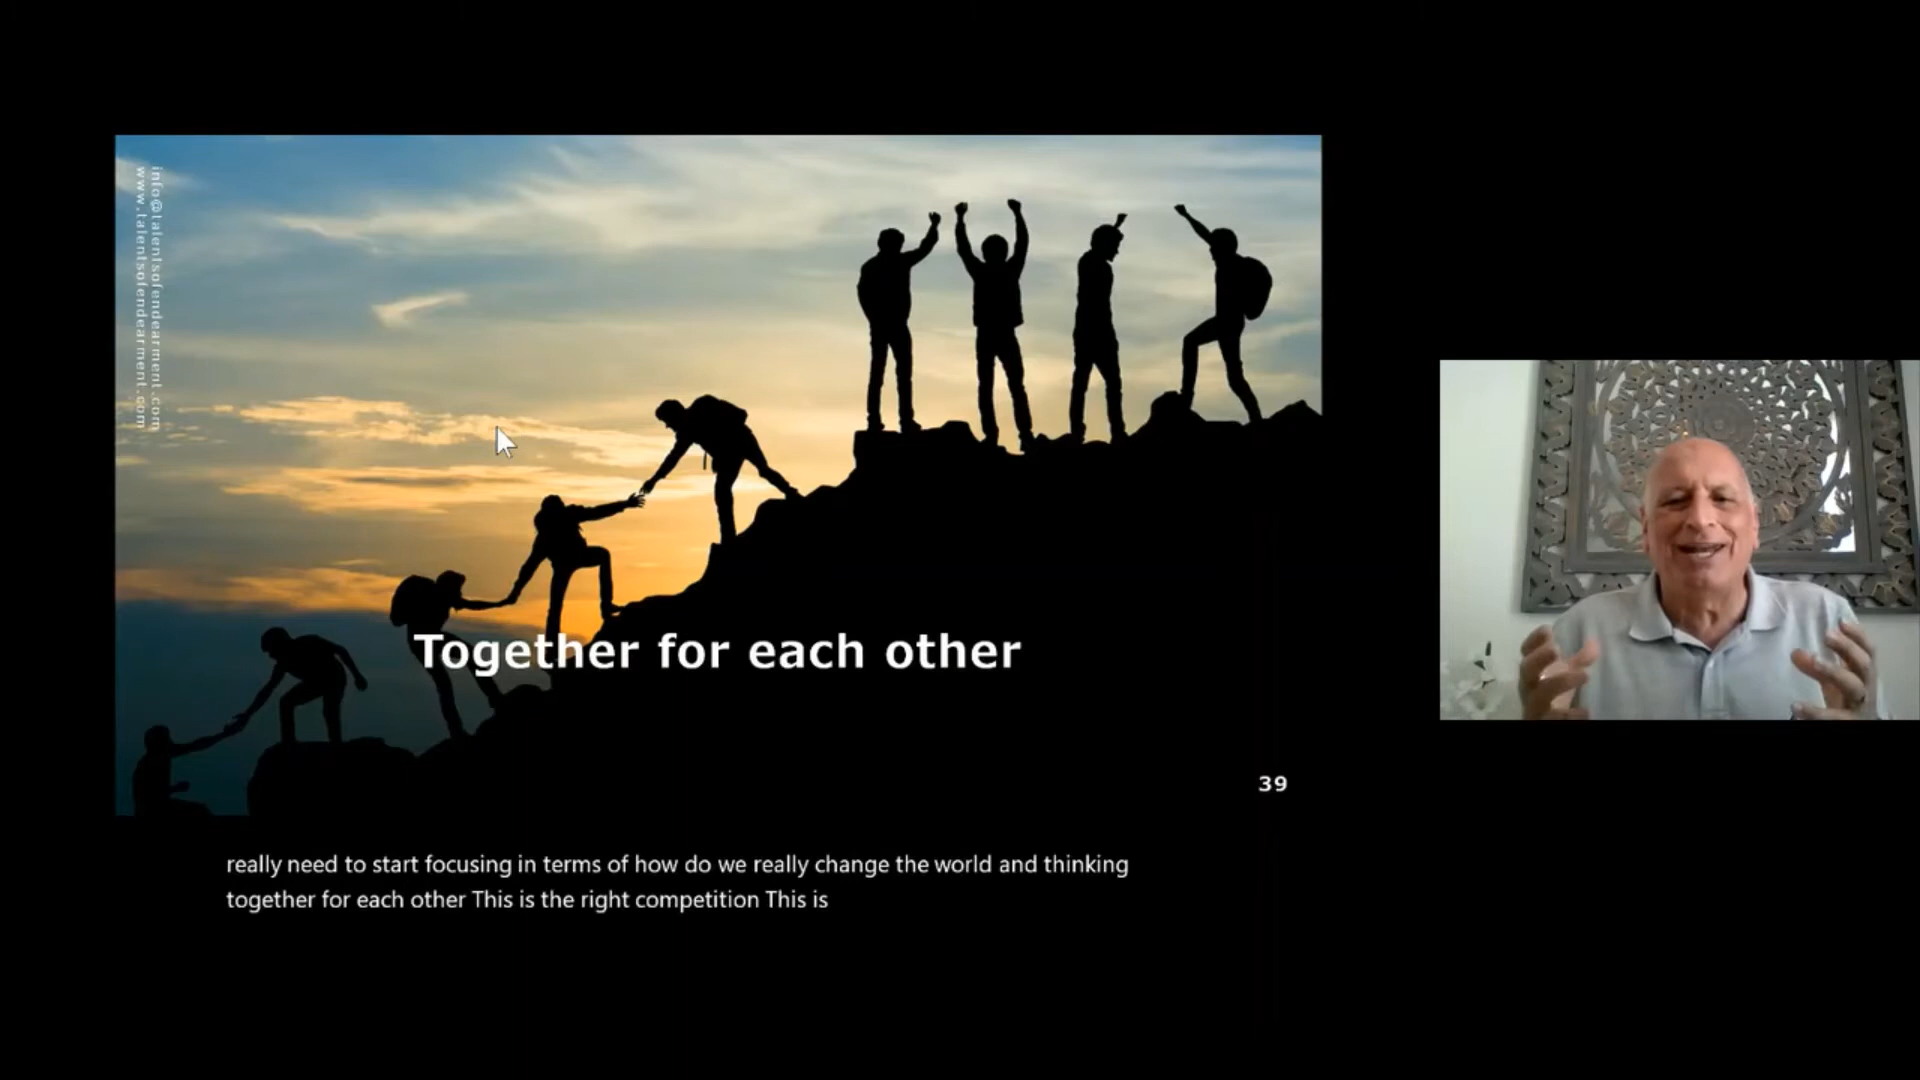 info@talentsofendearment.com
www.talentsofendearment.com
Together for each other
39
really need to start focusing in terms of how do we really change the world and thinking
together for each other This is the right competition This is